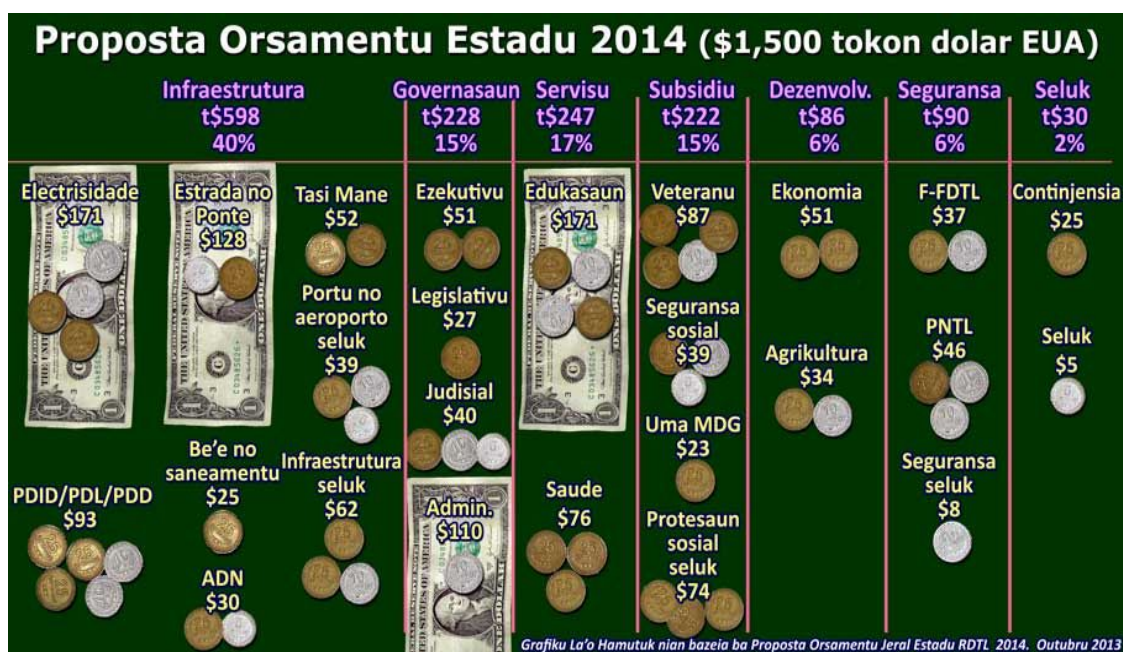 Proposta Orsamentu Estadu 2014 ($1,500 tokon dolar EUA)
Infraestrutura
t$598
40%
Electrisidade
$171
Estrada no
Ponte
$128
Tasi Mane
$52
Portu no
aeroporto
seluk
$39
PDID/PDL/PDD
$93
Be'e no
saneamentu
$25
ADN
$30
Infraestrutura
seluk
$62
Governasaun
t$228
15%
Ezekutivu
$51
Legislativu
$27
Judisial
$40
Admin.
$110
Servisu
t$247
17%
Edukasaun
$171
Saude
$76
Subsidiu
t$222
15%
Veteranu
$87
Seguransa
sosial
$39
Uma MDG
$23
Protesaun
sosial
seluk
$74
Dezenvolv.
t$86
6%
Ekonomia
$51
Agrikultura
$34
Seguransa
t$90
6%
F-FDTL
$37
PNTL
$46
Seguransa
seluk
$8
Seluk
t$30
2%
Continjensia
$25
Seluk
$5
Grafiku La'o Hamutuk nian bazeia ba Proposta Orsamentu Jeral Estadu RDTL 2014. Outubru 2013